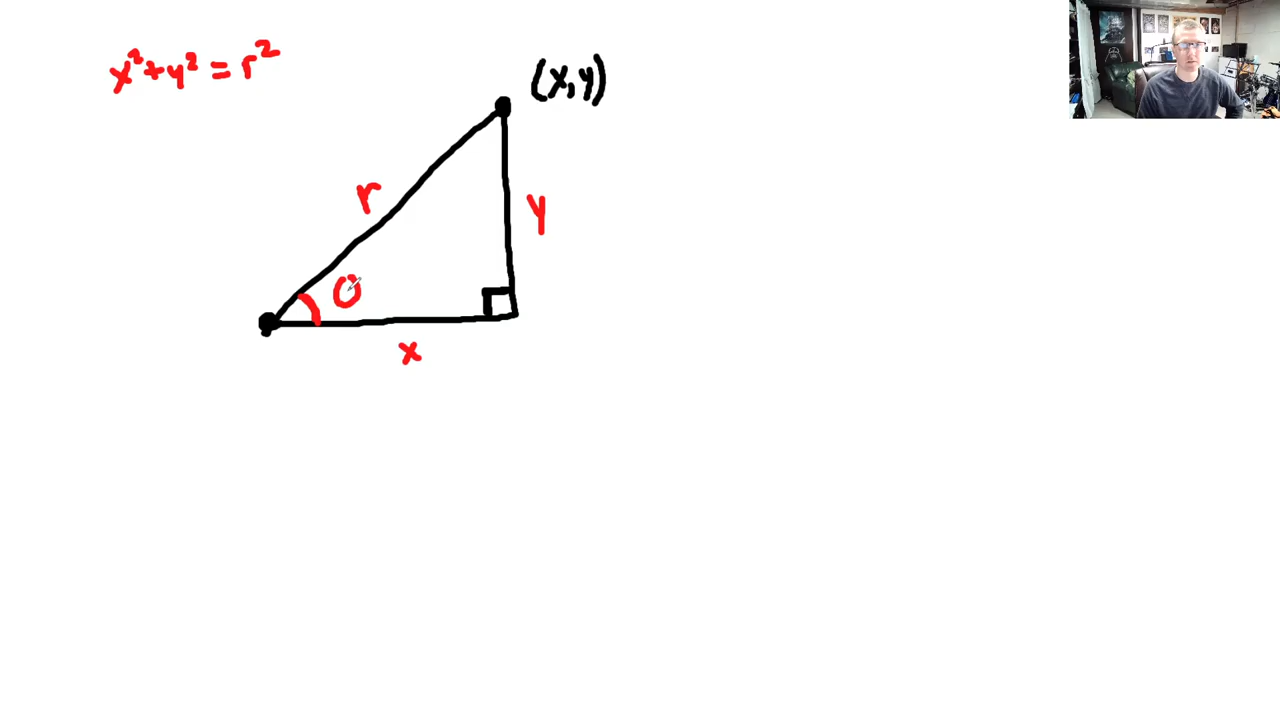 x²+y²=r²
(x,y)
r
y
θ
x